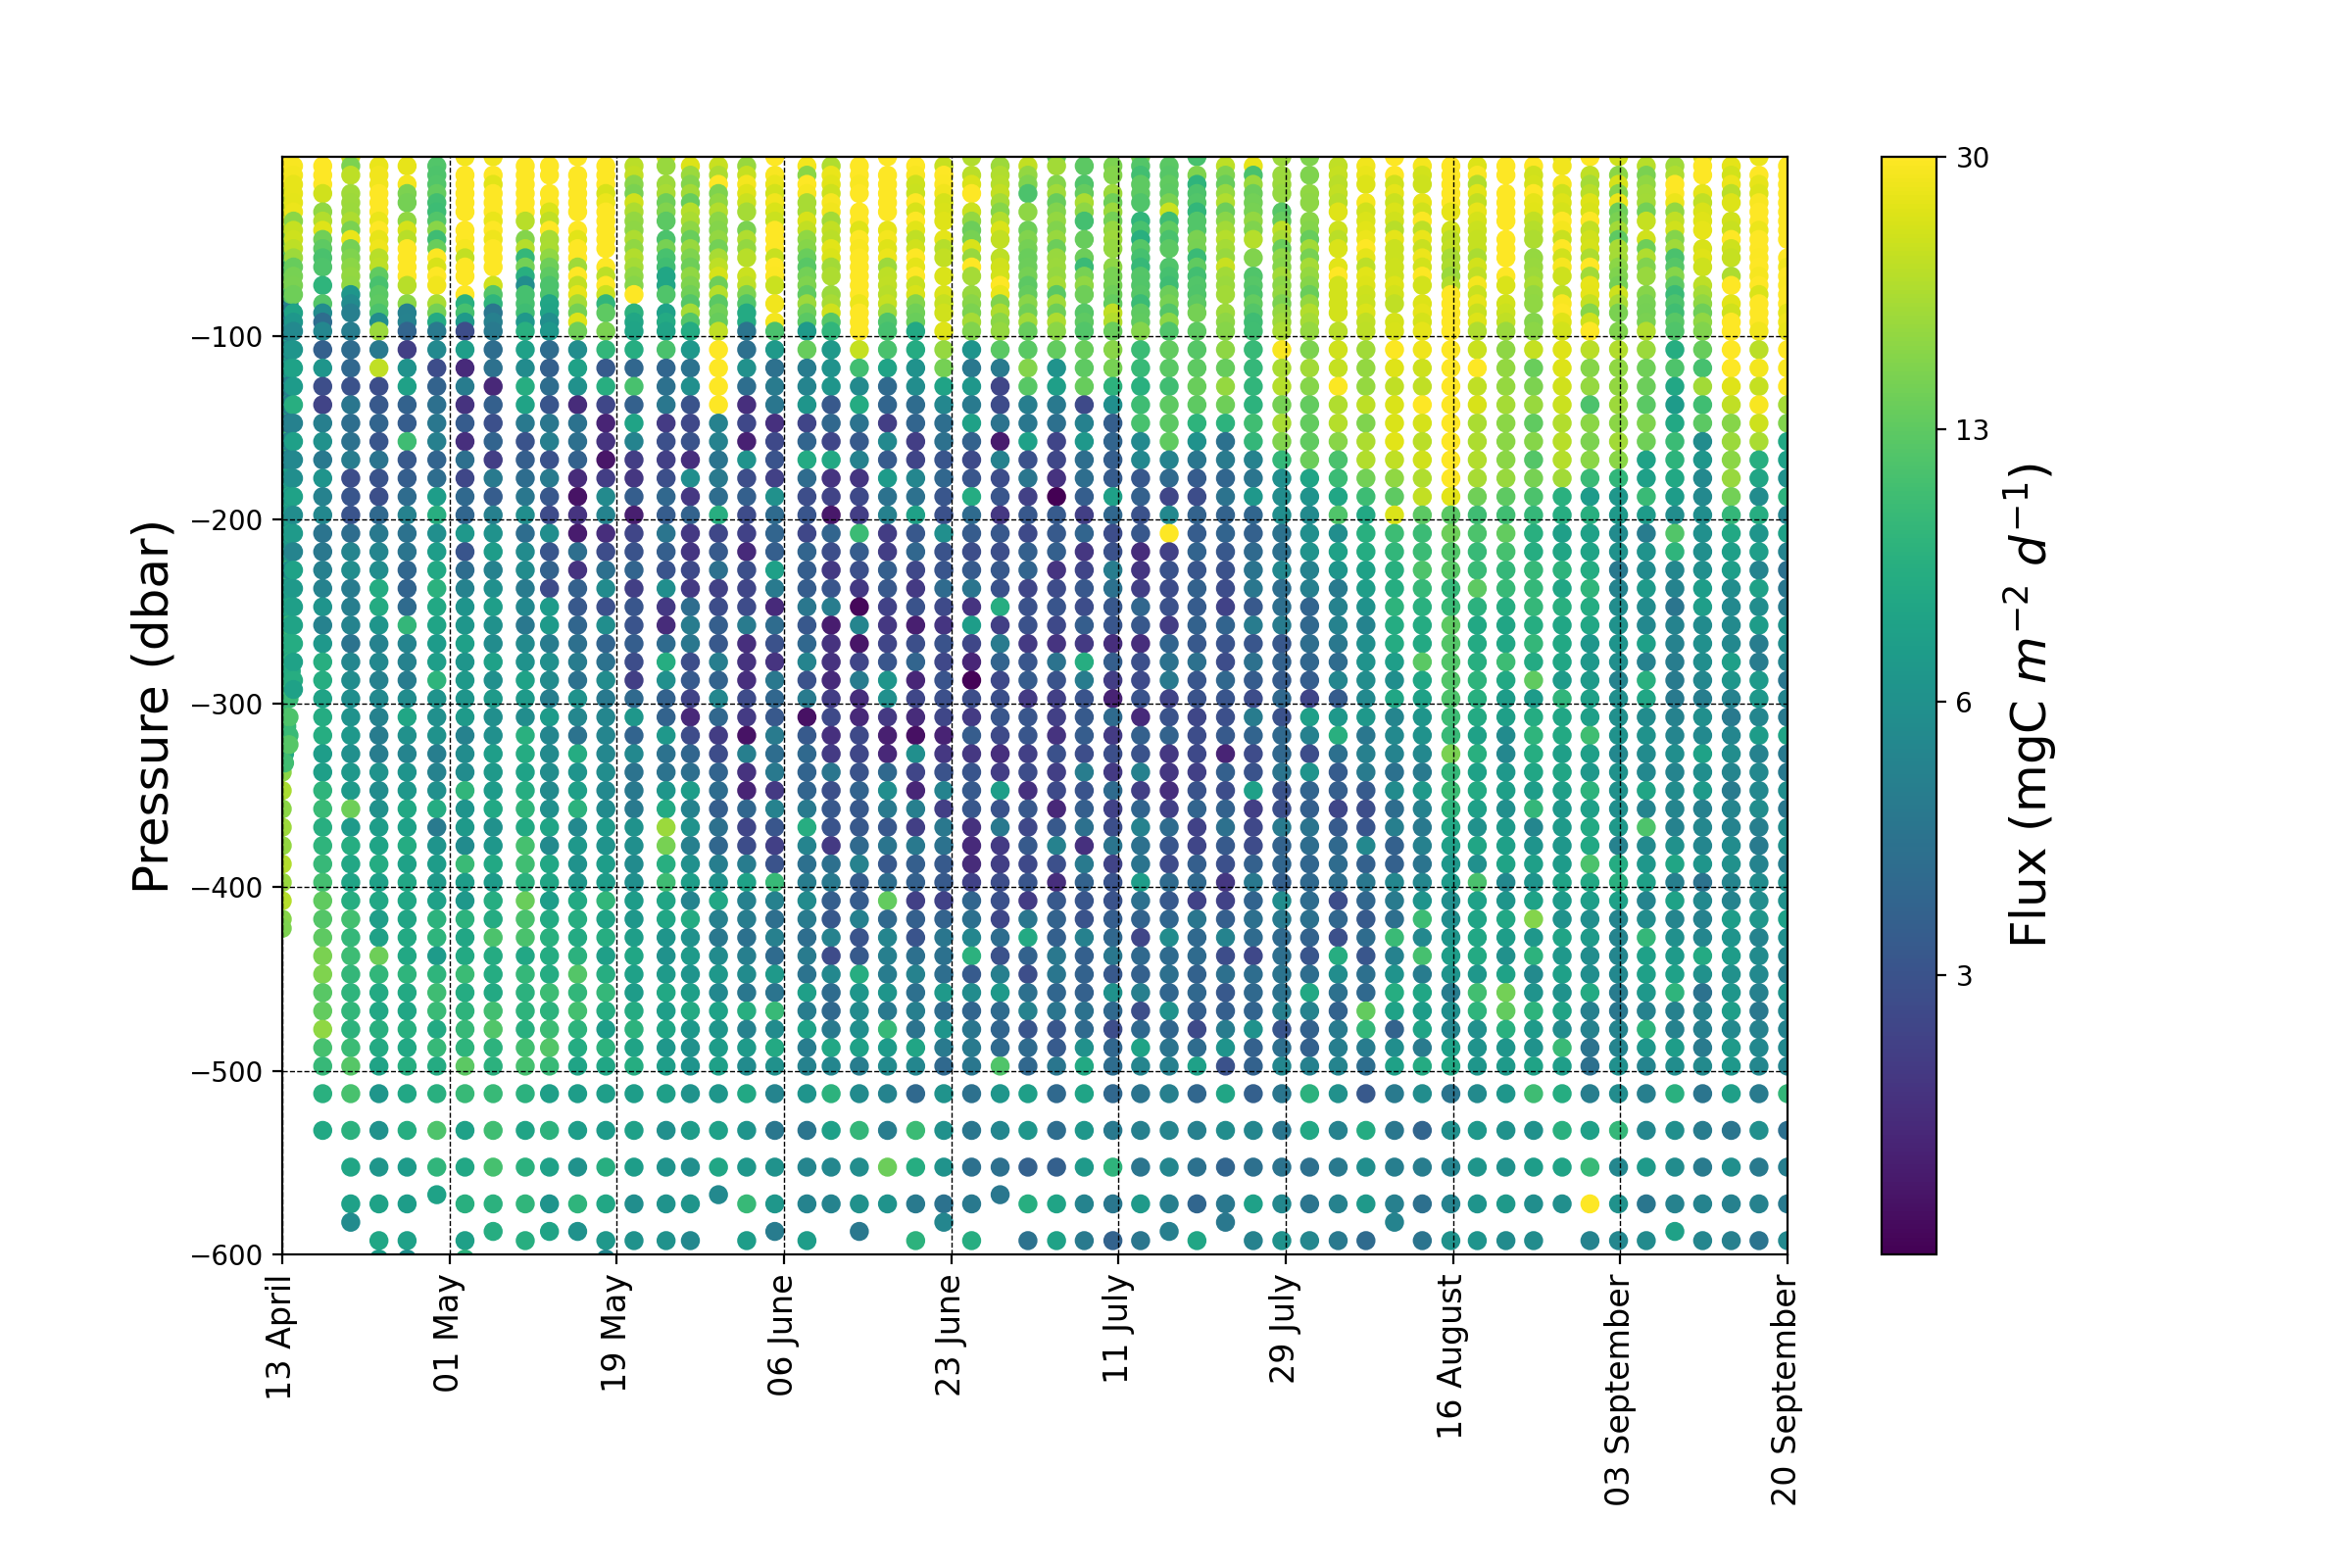 Pressure (dbar)
−100
−200
−300
−400
−500
−600
13 April
01 May
19 May
06 June
23 June
11 July
29 July
16 August
03 September
20 September
30
13
6
3
Flux (mgC m⁻² d⁻¹)